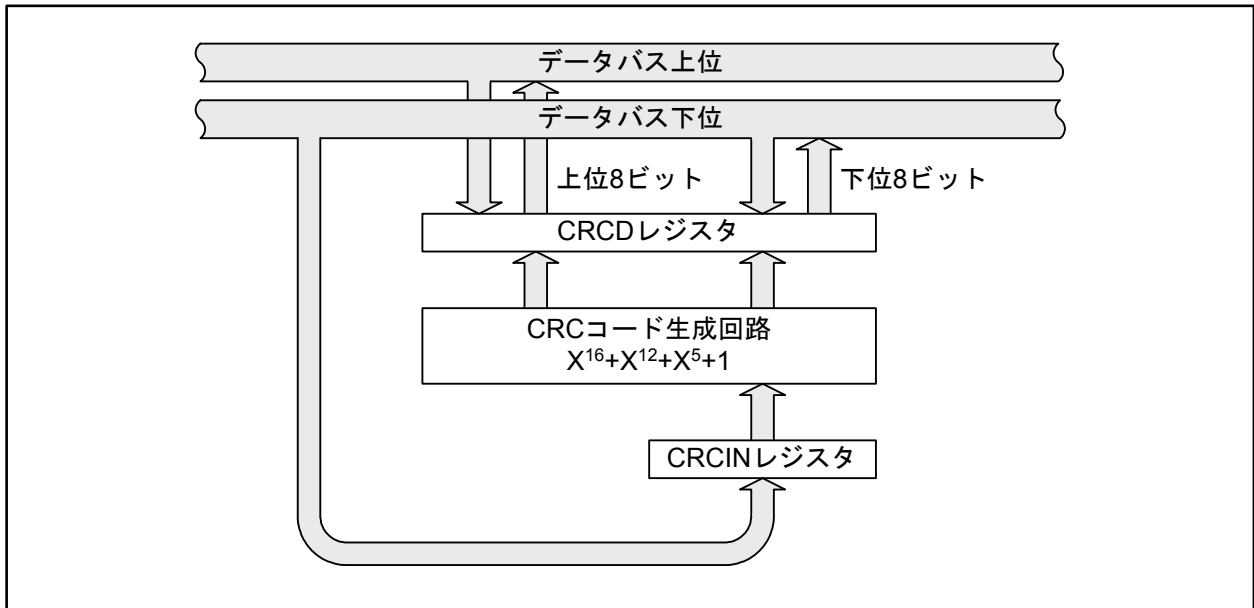 データバス上位
データバス下位
上位8ビット
下位8ビット
CRCDレジスタ
CRCコード生成回路
X¹⁶+X¹²+X⁵+1
CRCINレジスタ